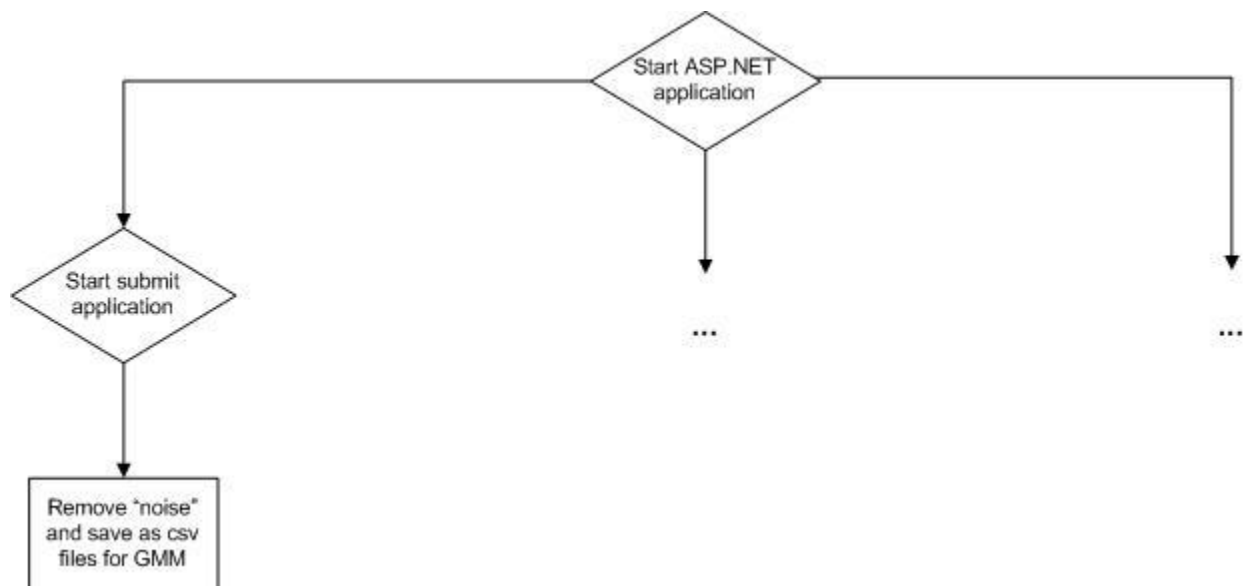 Start ASP.NET
application
Start submit
application
...
...
Remove “noise”
and save as csv
files for GMM